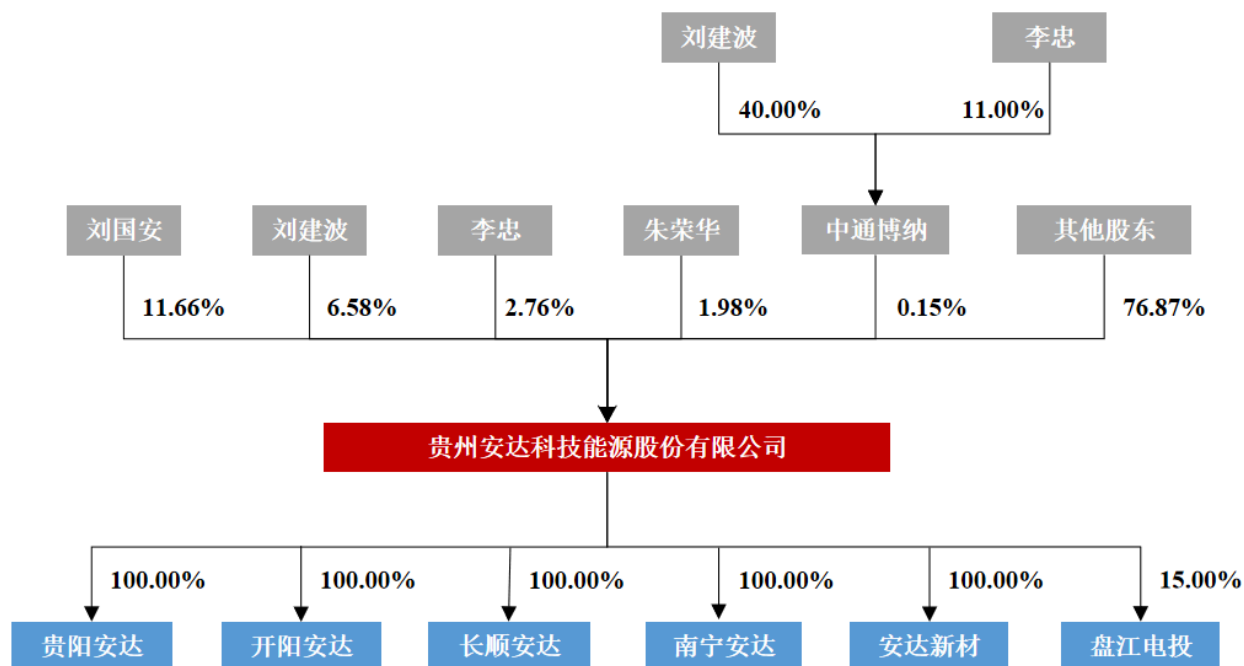 刘建波 李忠
40.00% 11.00%
刘国安 刘建波 李忠 朱荣华 中通博纳 其他股东
11.66% 6.58% 2.76% 1.98% 0.15% 76.87%
贵州安达科技能源股份有限公司
100.00% 100.00% 100.00% 100.00% 100.00% 15.00%
贵阳安达 开阳安达 长顺安达 南宁安达 安达新材 盘江电投